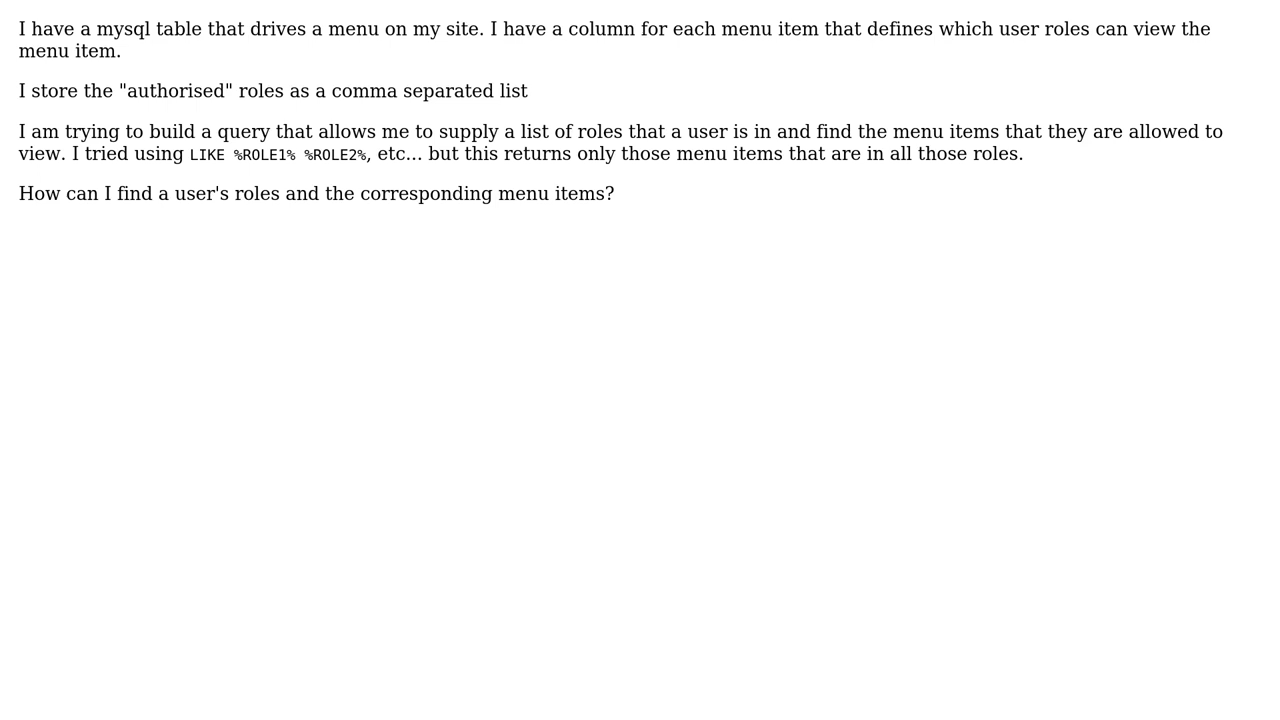 I have a mysql table that drives a menu on my site. I have a column for each menu item that defines which user roles can view the
menu item.
I store the "authorised" roles as a comma separated list
I am trying to build a query that allows me to supply a list of roles that a user is in and find the menu items that they are allowed to
view. I tried using LIKE %ROLE1% %ROLE2%, etc... but this returns only those menu items that are in all those roles.
How can I find a user's roles and the corresponding menu items?